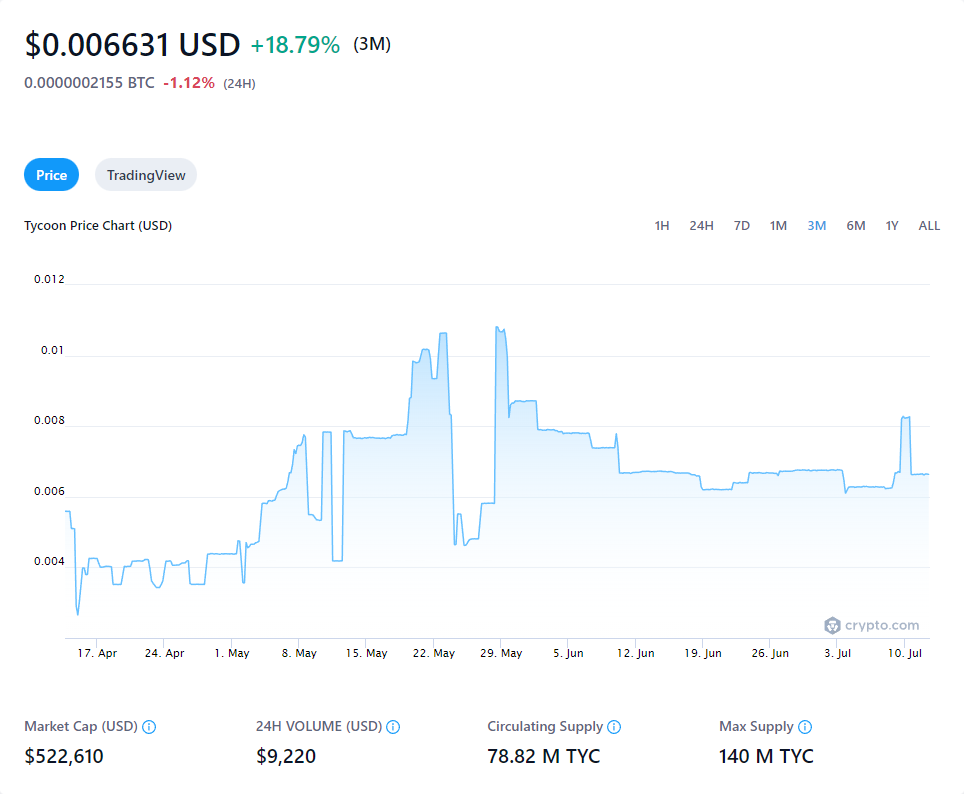 $0.006631 USD +18.79% (3M)
0.0000002155 BTC -1.12% (24H)
Price TradingView
Tycoon Price Chart (USD) 1H 24H 7D 1M 3M 6M 1Y ALL
0.012
0.01
0.008
0.006
0.004
crypto.com
17. Apr 24. Apr 1. May 8. May 15. May 22. May 29. May 5. Jun 12. Jun 19. Jun 26. Jun 3. Jul 10. Jul
Market Cap (USD) 24H VOLUME (USD) Circulating Supply Max Supply
$522,610 $9,220 78.82 M TYC 140 M TYC